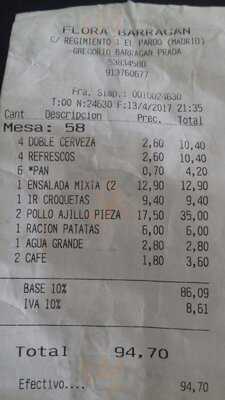 FLORA BARRAGAN
C/ REGIMIENTO 1 EL PARDO (MADRID)
GREGORIO BARRAGAN PRADA
53834580
913760677
Fra. Simp.: 0010024630
T:00 N:24630 F:13/4/2017 21:35
Cant Descripcion Prec. Total
Mesa: 58
4 DOBLE CERVEZA 2,60 10,40
4 REFRESCOS 2,60 10,40
6 *PAN 0,70 4,20
1 ENSALADA MIXTA (2 12,90 12,90
1 IR CROQUETAS 9,40 9,40
2 POLLO AJILLO PIEZA 17,50 35,00
1 RACION PATATAS 6,00 6,00
1 AGUA GRANDE 2,80 2,80
2 CAFE 1,80 3,60
BASE 10% 86,09
IVA 10% 8,61
Total 94,70
Efectivo.... 94,70